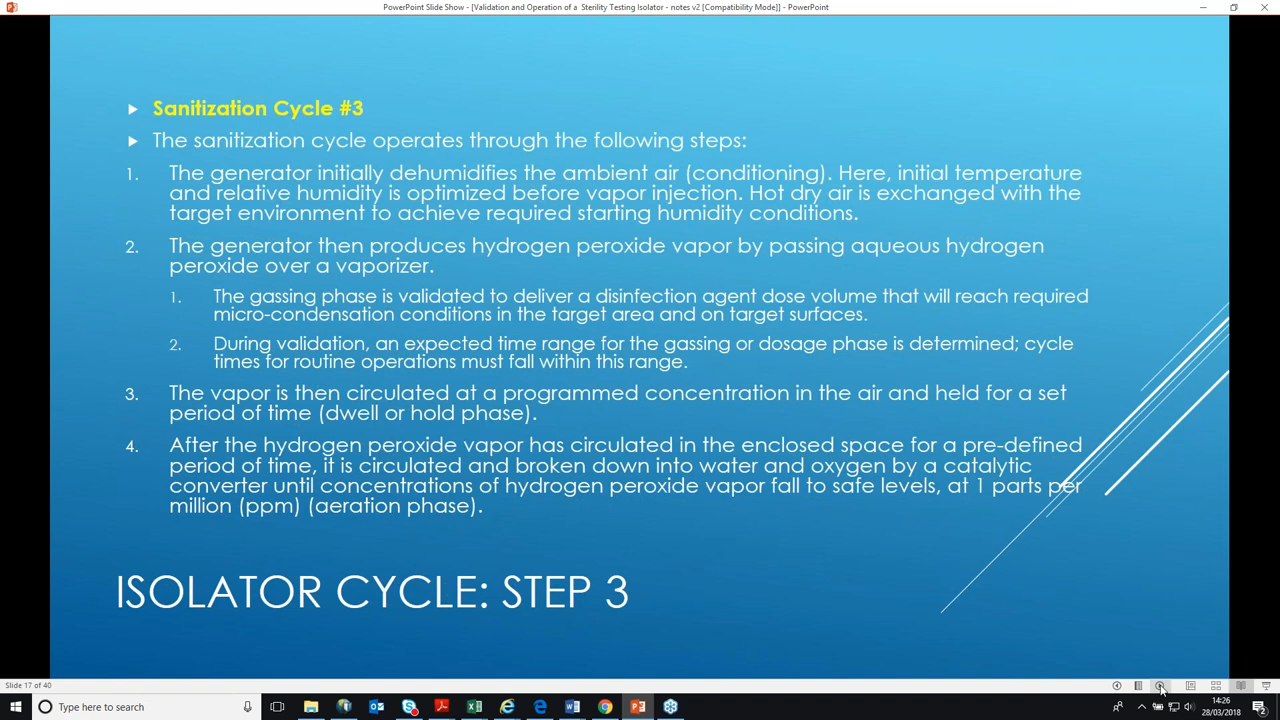 PowerPoint Slide Show - [Validation and Operation of a Sterility Testing Isolator - notes v2 [Compatibility Mode]] - PowerPoint
Sanitization Cycle #3
The sanitization cycle operates through the following steps:
1. The generator initially dehumidifies the ambient air (conditioning). Here, initial temperature
and relative humidity is optimized before vapor injection. Hot dry air is exchanged with the
target environment to achieve required starting humidity conditions.
2. The generator then produces hydrogen peroxide vapor by passing aqueous hydrogen
peroxide over a vaporizer.
1. The gassing phase is validated to deliver a disinfection agent dose volume that will reach required
micro-condensation conditions in the target area and on target surfaces.
2. During validation, an expected time range for the gassing or dosage phase is determined; cycle
times for routine operations must fall within this range.
3. The vapor is then circulated at a programmed concentration in the air and held for a set
period of time (dwell or hold phase).
4. After the hydrogen peroxide vapor has circulated in the enclosed space for a pre-defined
period of time, it is circulated and broken down into water and oxygen by a catalytic
converter until concentrations of hydrogen peroxide vapor fall to safe levels, at 1 parts per
million (ppm) (aeration phase).
ISOLATOR CYCLE: STEP 3
Slide 17 of 40
Type here to search
14:26
28/03/2018
2